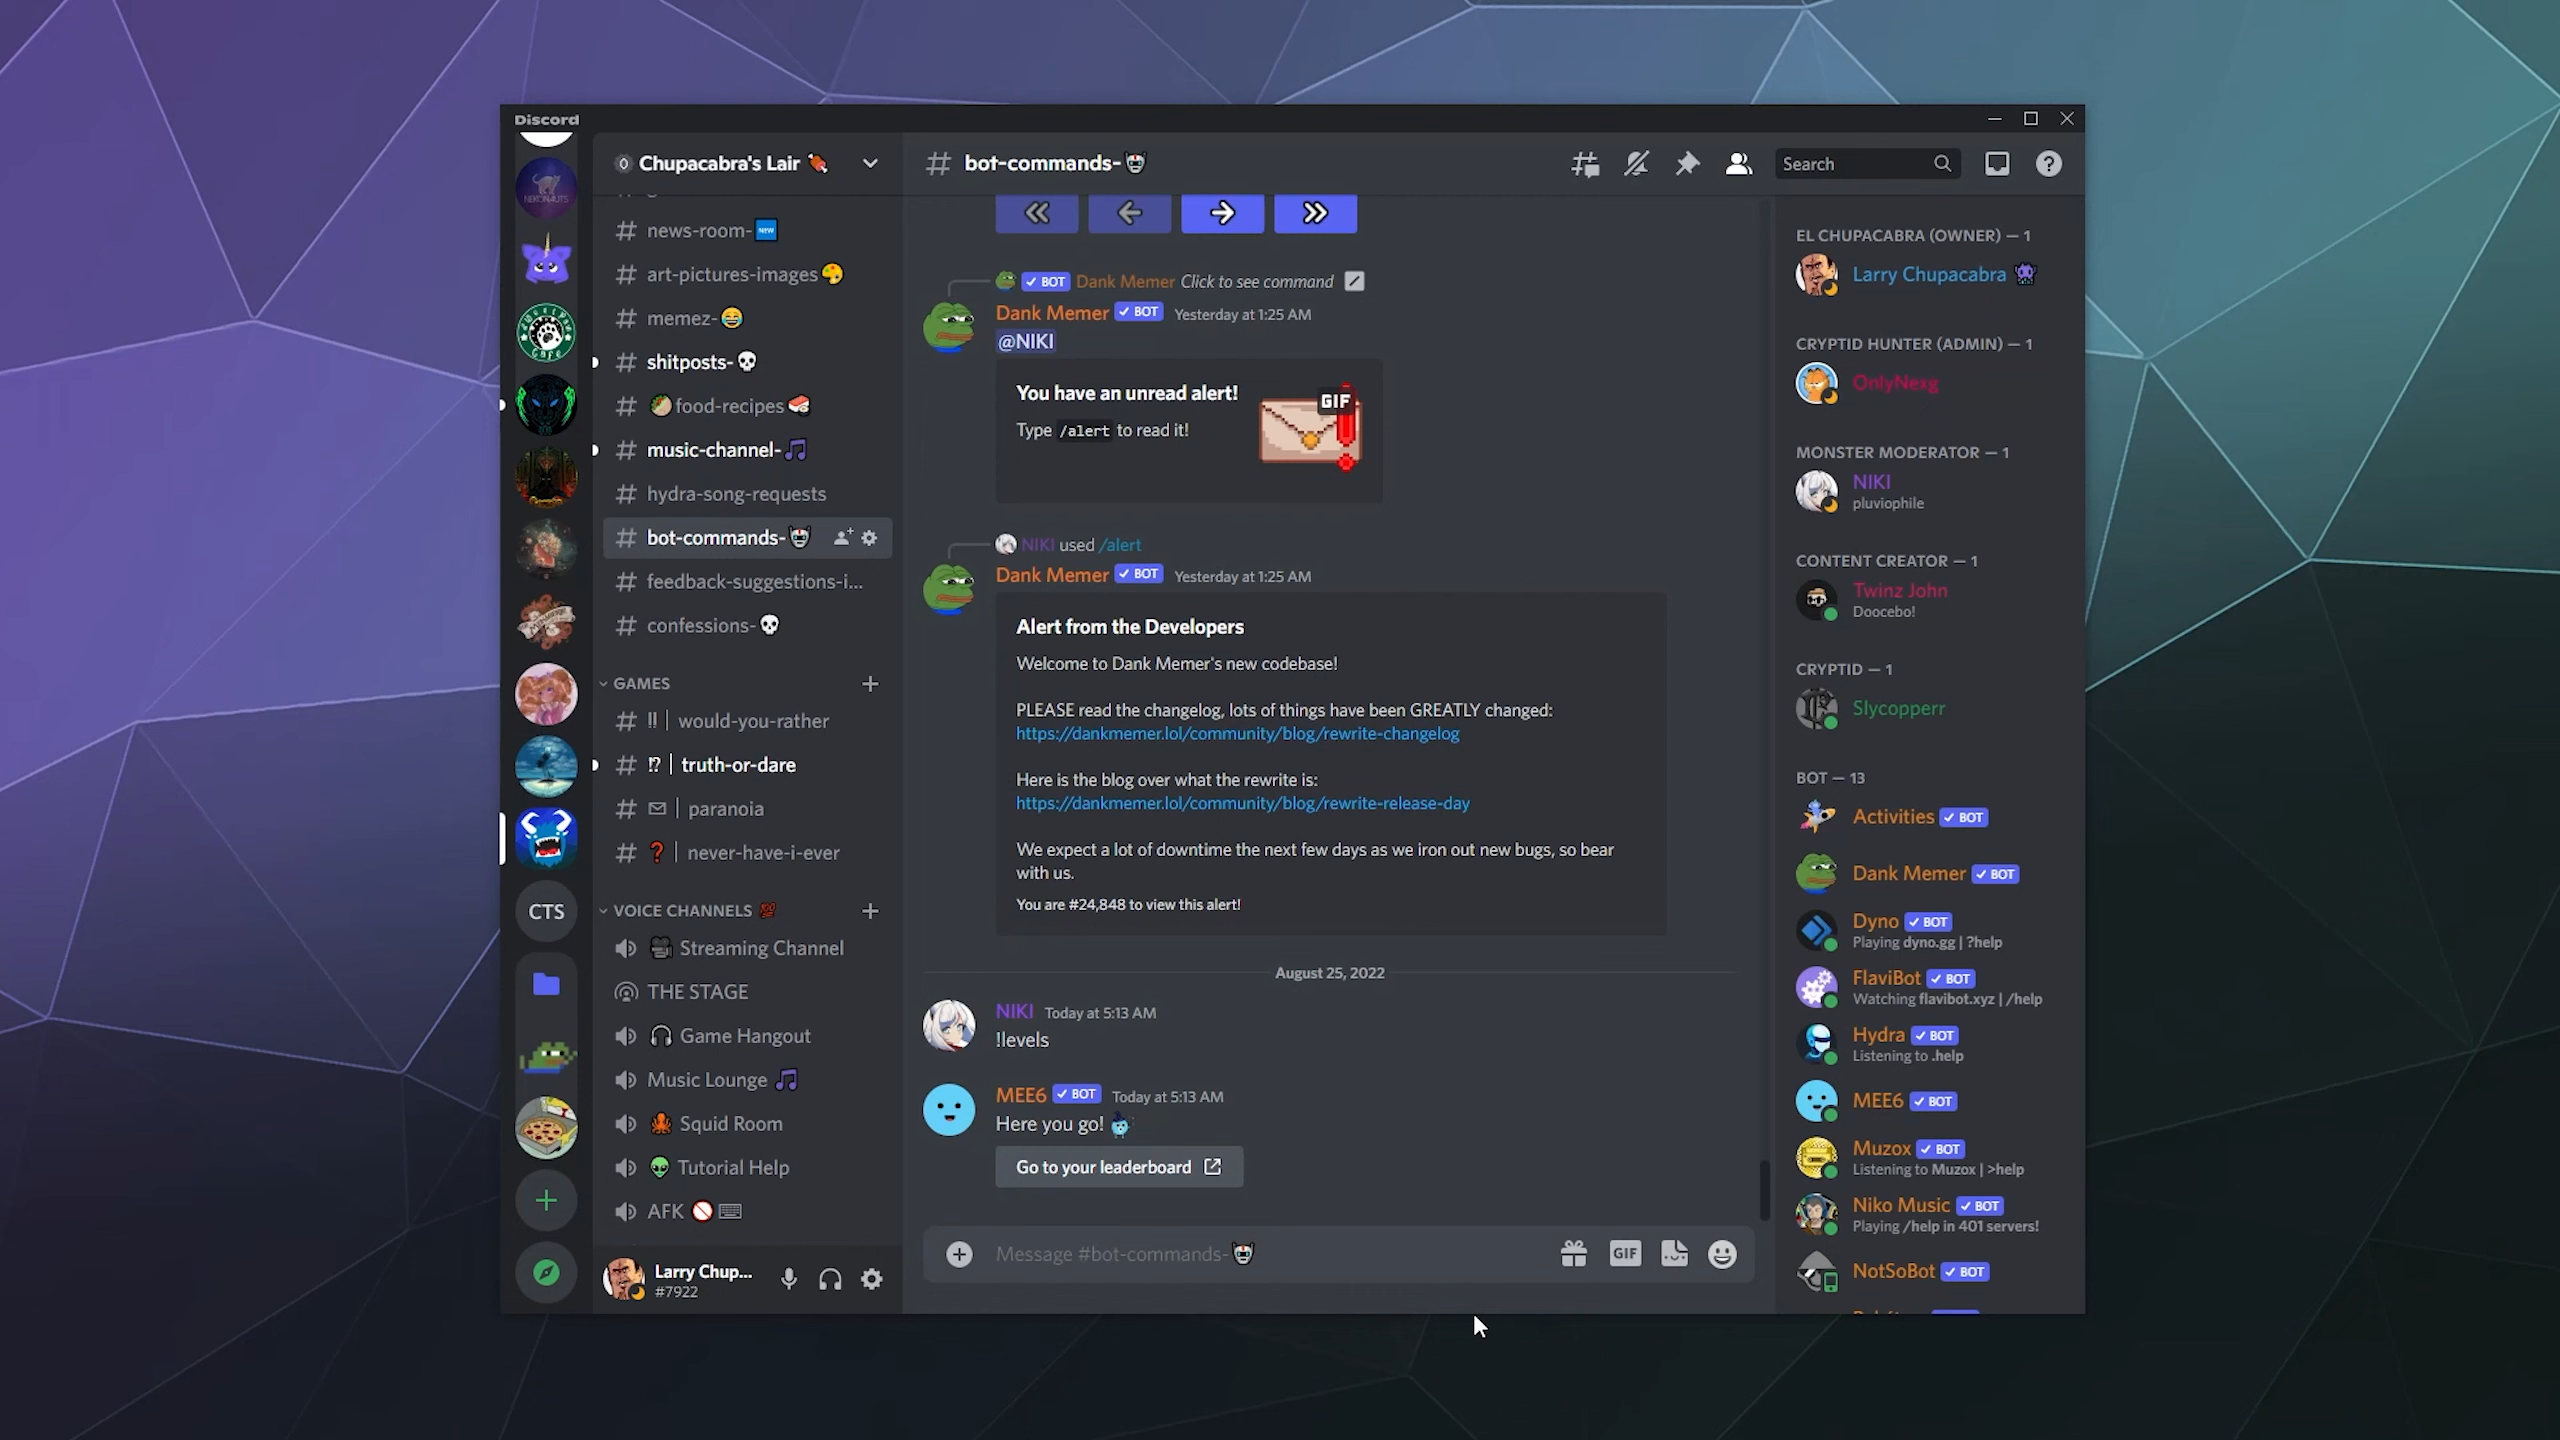 Discord
Chupacabra's Lair
news-room-
NEW
art-pictures-images
memez-
shitposts-
food-recipes
music-channel-
hydra-song-requests
bot-commands-
feedback-suggestions-i...
confessions-
GAMES
!! | would-you-rather
!? | truth-or-dare
| paranoia
? | never-have-i-ever
VOICE CHANNELS
Streaming Channel
THE STAGE
Game Hangout
Music Lounge
Squid Room
Tutorial Help
AFK
NEKONAUTS
CTS
Larry Chup...
#7922
# bot-commands-
Search
BOT Dank Memer Click to see command
Dank Memer BOT Yesterday at 1:25 AM
@NIKI
You have an unread alert!
Type /alert to read it!
GIF
NIKI used /alert
Dank Memer BOT Yesterday at 1:25 AM
Alert from the Developers
Welcome to Dank Memer's new codebase!
PLEASE read the changelog, lots of things have been GREATLY changed:
https://dankmemer.lol/community/blog/rewrite-changelog
Here is the blog over what the rewrite is:
https://dankmemer.lol/community/blog/rewrite-release-day
We expect a lot of downtime the next few days as we iron out new bugs, so bear
with us.
You are #24,848 to view this alert!
August 25, 2022
NIKI Today at 5:13 AM
!levels
MEE6 BOT Today at 5:13 AM
Here you go!
Go to your leaderboard
Message #bot-commands-
GIF
EL CHUPACABRA (OWNER) — 1
Larry Chupacabra
CRYPTID HUNTER (ADMIN) — 1
OnlyNexg
MONSTER MODERATOR — 1
NIKI
pluviophile
CONTENT CREATOR — 1
Twinz John
Doocebo!
CRYPTID — 1
Slycopperr
BOT — 13
Activities BOT
Dank Memer BOT
Dyno BOT
Playing dyno.gg | ?help
FlaviBot BOT
Watching flavibot.xyz | /help
Hydra BOT
Listening to .help
MEE6 BOT
Muzox BOT
Listening to Muzox | >help
Niko Music BOT
Playing /help in 401 servers!
NotSoBot BOT